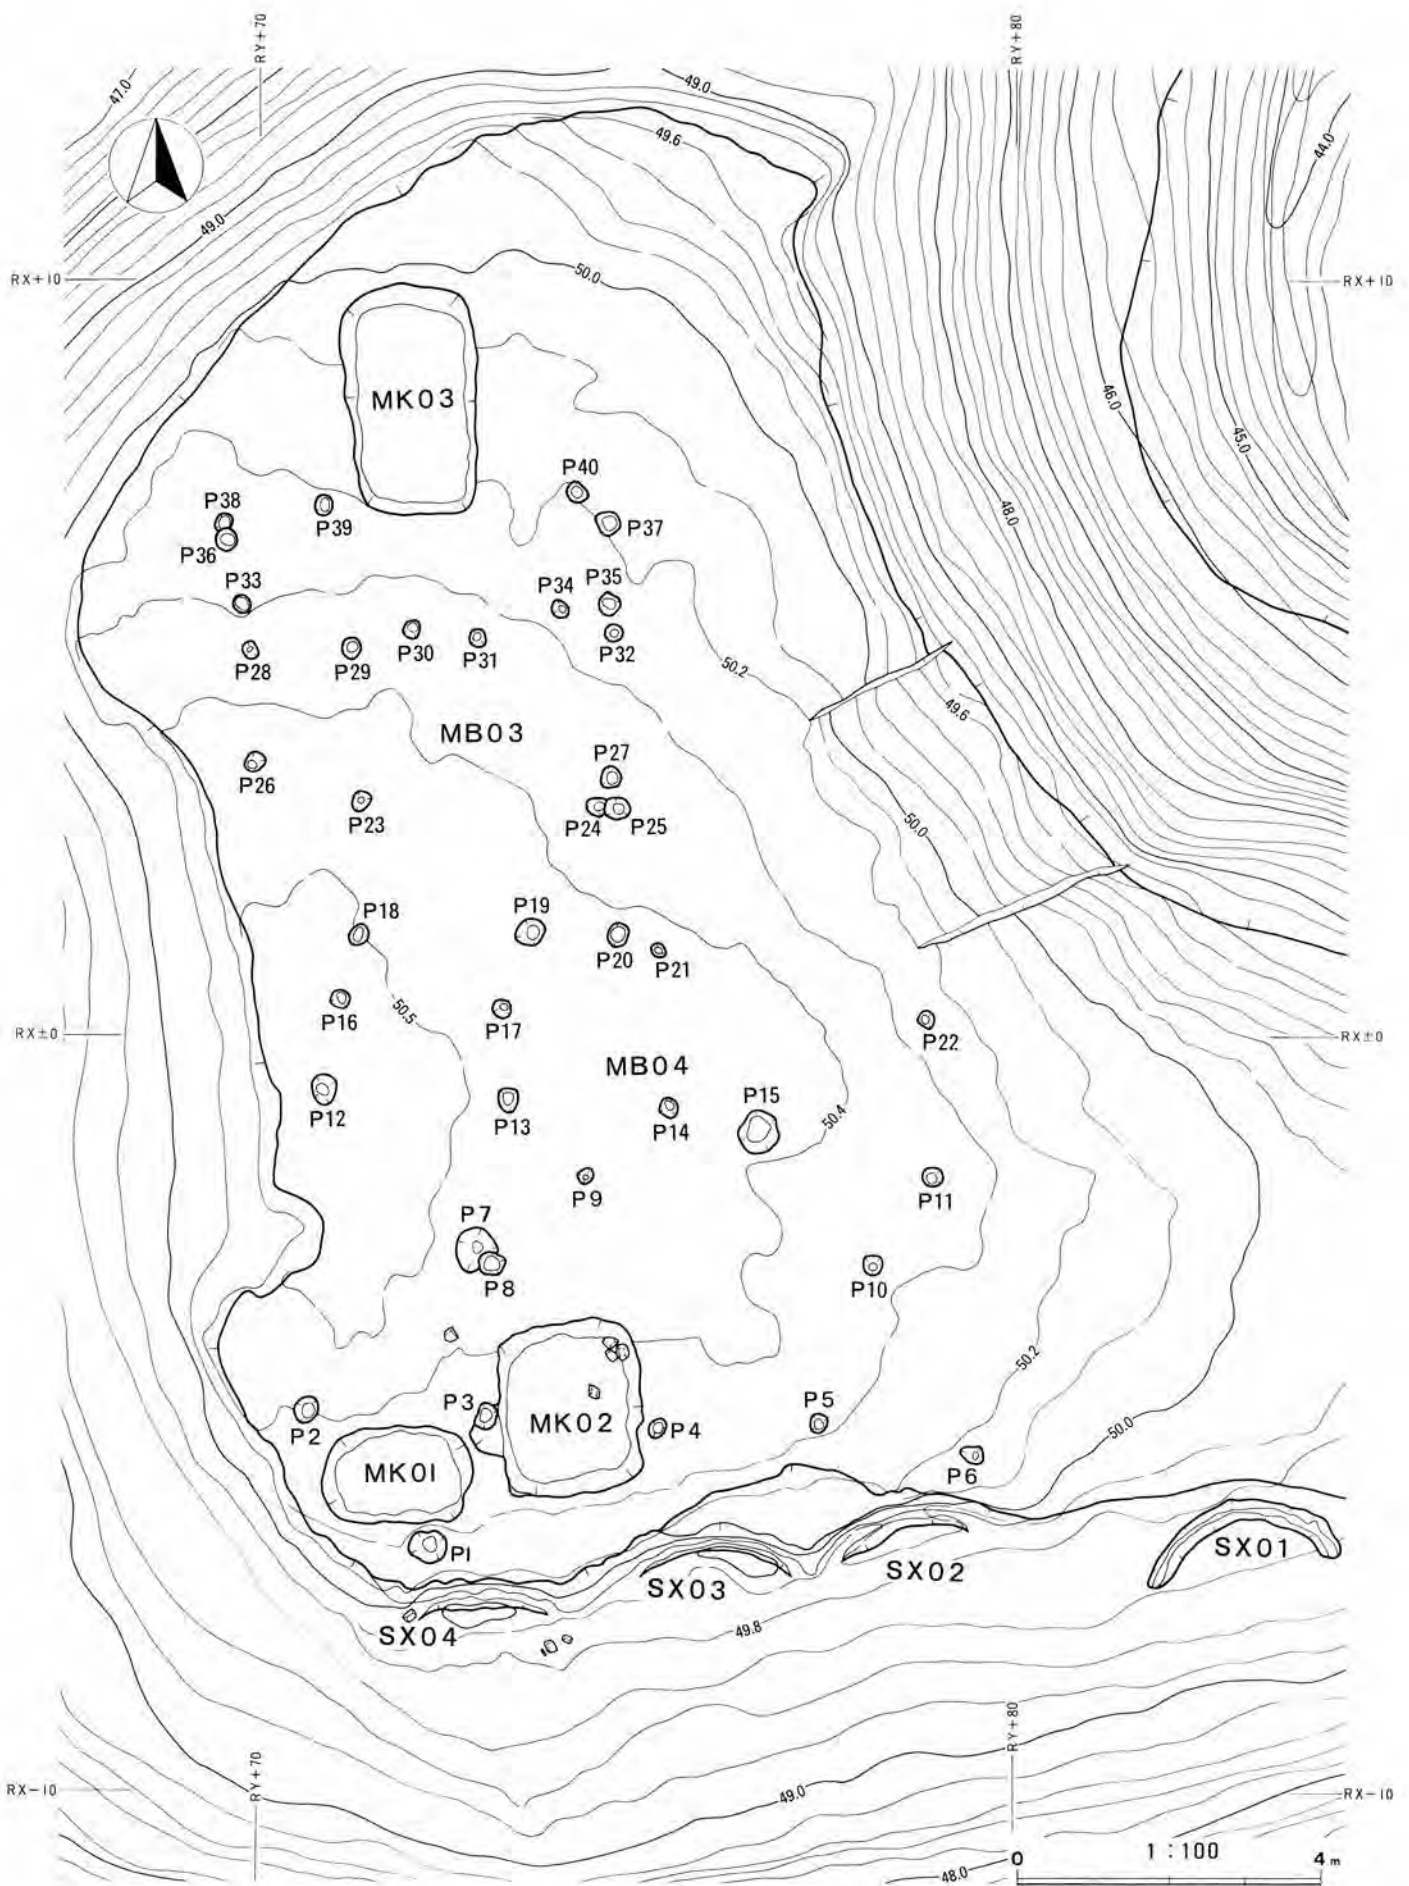 RY+70
RY+80
47.0
49.0
49.6
44.0
49.0
RX+10
50.0
RX+10
MK03
46.0
45.0
P40
48.0
P38
P39
P37
P36
P33
P34
P35
P30
P28
P29
P31
P32
50.2
49.6
MB03
P27
P26
P23
P24
P25
50.0
P18
P19
P20
P21
50.5
P16
P17
RX±0
P22
RX±0
MB04
P15
50.4
P12
P13
P14
P9
P11
P7
P8
P10
50.2
P3
P5
MK02
P2
P4
50.0
P6
MK01
P1
SX01
SX02
SX03
49.8
SX04
RY+80
RY+70
RX-10
49.0
RX-10
1:100
0
4m
48.0